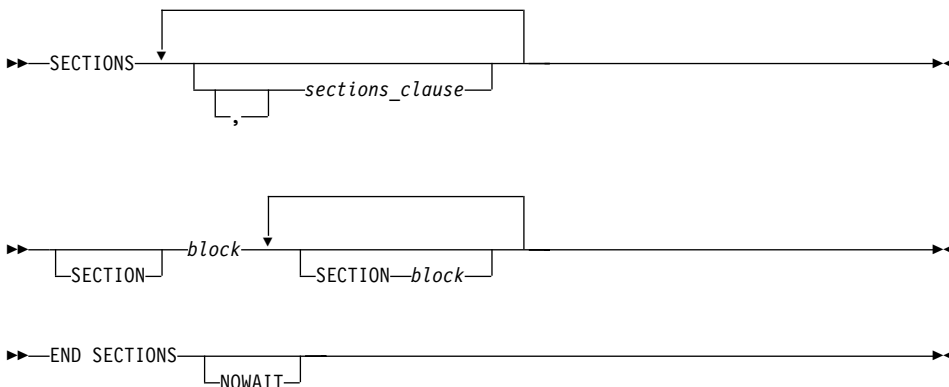 SECTIONS
sections_clause
,
block
SECTION
SECTION block
END SECTIONS
NOWAIT